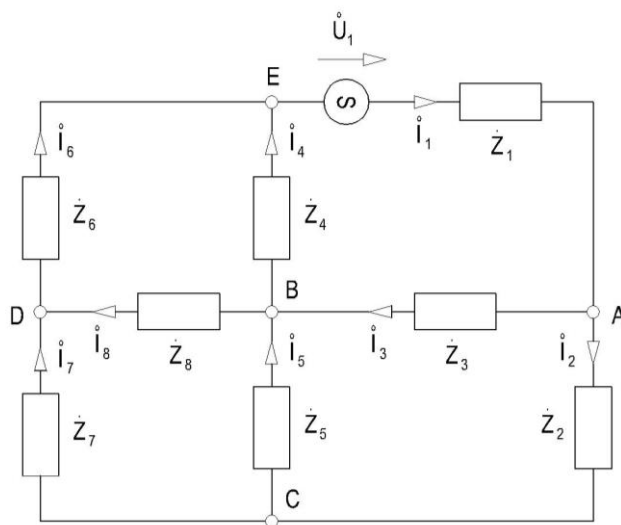 Ů₁
E
İ₁
Ż₁
İ₆
İ₄
Ż₆
Ż₄
D
B
A
İ₈
Ż₈
İ₃
Ż₃
İ₇
İ₅
İ₂
Ż₇
Ż₅
Ż₂
C